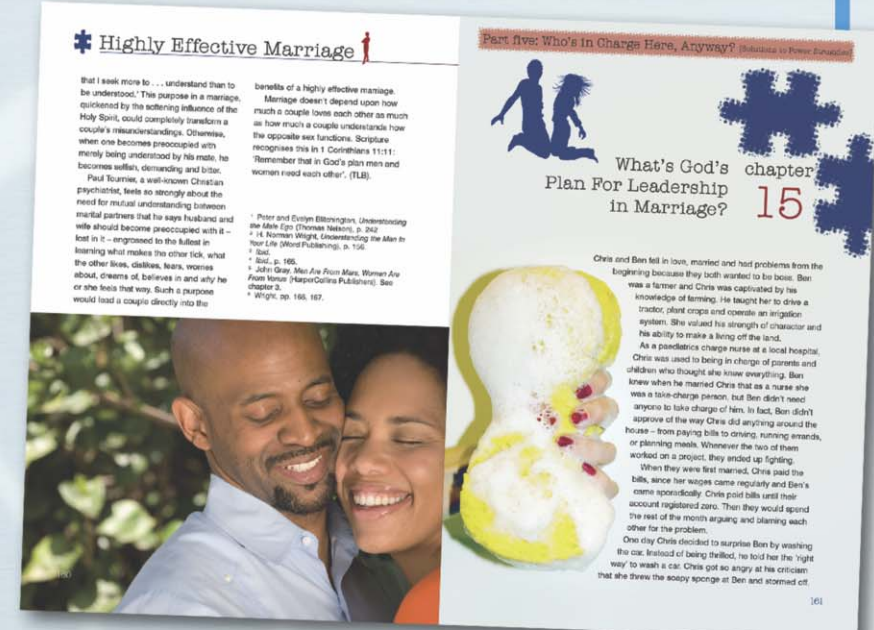 Highly Effective Marriage
that I seek more to . . . understand than to
be understood.' This purpose in a marriage,
quickened by the softening influence of the
Holy Spirit, could completely transform a
couple's misunderstandings. Otherwise,
when one becomes preoccupied with
merely being understood by his mate, he
becomes selfish, demanding and bitter.
Paul Tournier, a well-known Christian
psychiatrist, feels so strongly about the
need for mutual understanding between
marital partners that he says husband and
wife should become preoccupied with it –
lost in it – engrossed to the fullest in
learning what makes the other tick, what
the other likes, dislikes, fears, worries
about, dreams of, believes in and why he
or she feels that way. Such a purpose
would lead a couple directly into the
benefits of a highly effective marriage.
Marriage doesn't depend upon how
much a couple loves each other as much
as how much a couple understands how
the opposite sex functions. Scripture
recognises this in 1 Corinthians 11:11:
'Remember that in God's plan men and
women need each other'. (TLB).
Peter and Evelyn Blitchington, Understanding
the Male Ego (Thomas Nelson), p. 242
H. Norman Wright, Understanding the Man in
Your Life (Word Publishing), p. 156
Ibid.
Ibid., p. 165.
John Gray, Men Are From Mars, Women Are
From Venus (HarperCollins Publishers). See
chapter 3.
Wright, pp. 166, 167.
160
Part five: Who's in Charge Here, Anyway? (Solutions to Power Struggles)
What's God's
Plan For Leadership
in Marriage?
chapter
15
Chris and Ben fell in love, married and had problems from the
beginning because they both wanted to be boss. Ben
was a farmer and Chris was captivated by his
knowledge of farming. He taught her to drive a
tractor, plant crops and operate an irrigation
system. She valued his strength of character and
his ability to make a living off the land.
As a paediatrics charge nurse at a local hospital,
Chris was used to being in charge of parents and
children who thought she knew everything. Ben
knew when he married Chris that as a nurse she
was a take-charge person, but Ben didn't need
anyone to take charge of him. In fact, Ben didn't
approve of the way Chris did anything around the
house – from paying bills to driving, running errands,
or planning meals. Whenever the two of them
worked on a project, they ended up fighting.
When they were first married, Chris paid the
bills, since her wages came regularly and Ben's
came sporadically. Chris paid bills until their
account registered zero. Then they would spend
the rest of the month arguing and blaming each
other for the problem.
One day Chris decided to surprise Ben by washing
the car. Instead of being thrilled, he told her the 'right
way' to wash a car. Chris got so angry at his criticism
that she threw the soapy sponge at Ben and stormed off.
161